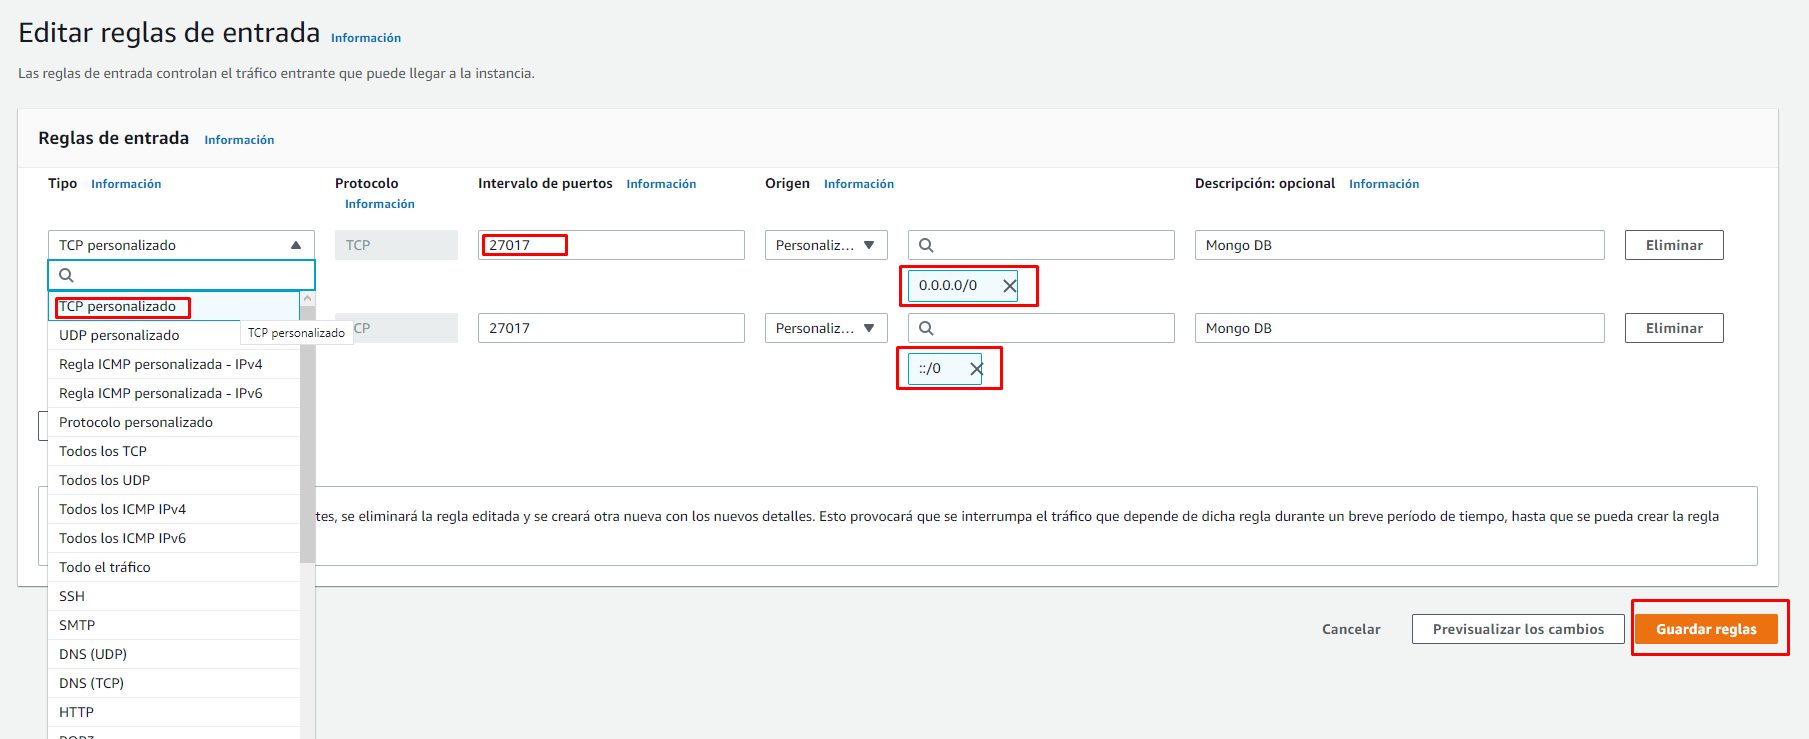 Editar reglas de entrada Información
Las reglas de entrada controlan el tráfico entrante que puede llegar a la instancia.
Reglas de entrada Información
Tipo Información Protocolo Información Intervalo de puertos Información Origen Información Descripción: opcional Información
TCP personalizado TCP 27017 Personaliz... Mongo DB Eliminar
0.0.0.0/0
TCP personalizado
UDP personalizado
TCP personalizado
27017 Personaliz... Mongo DB Eliminar
::/0
Regla ICMP personalizada - IPv4
Regla ICMP personalizada - IPv6
Protocolo personalizado
Todos los TCP
Todos los UDP
Todos los ICMP IPv4
Todos los ICMP IPv6
Todo el tráfico
SSH
SMTP
DNS (UDP)
DNS (TCP)
HTTP
se eliminará la regla editada y se creará otra nueva con los nuevos detalles. Esto provocará que se interrumpa el tráfico que depende de dicha regla durante un breve período de tiempo, hasta que se pueda crear la regla
Cancelar Previsualizar los cambios Guardar reglas